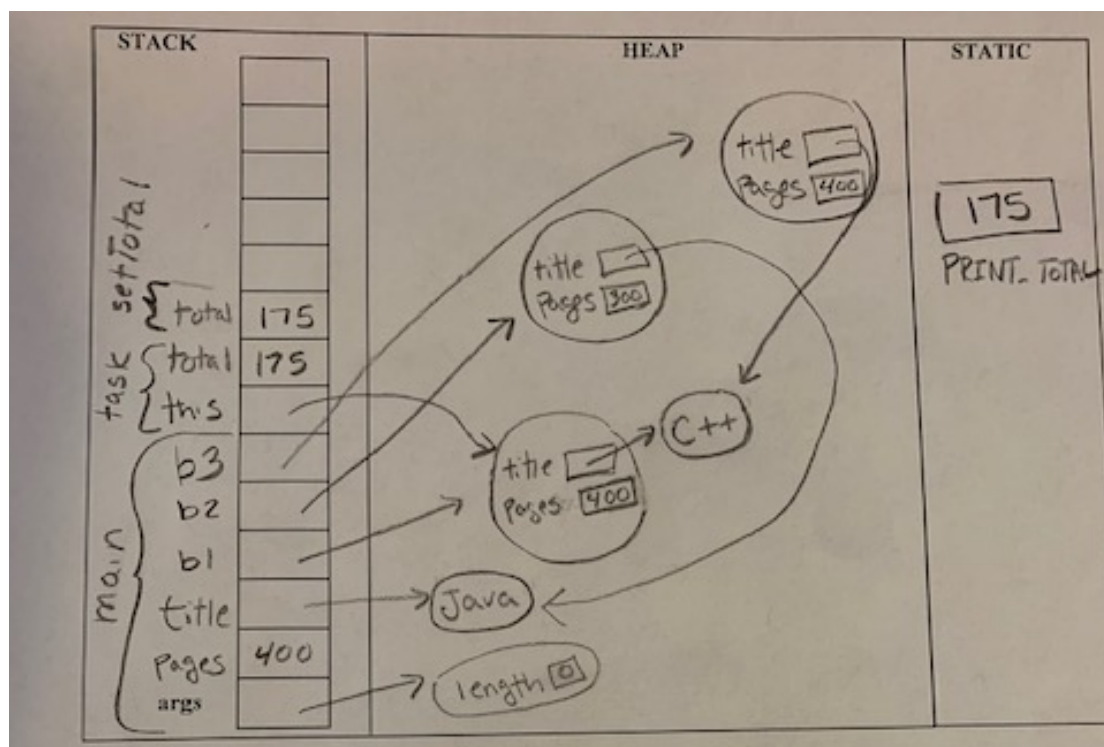 STACK
HEAP
STATIC
title
Pages 400
175
PRINT_TOTAL
title
Pages 300
setTotal
total 175
task
total 175
this
C++
title
Pages 400
main
b3
b2
b1
title
Java
Pages 400
length 0
args